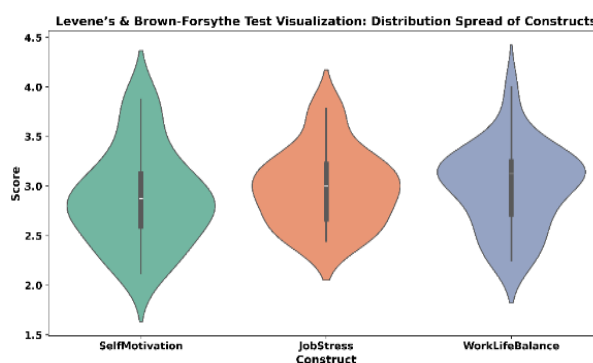 Levene's & Brown-Forsythe Test Visualization: Distribution Spread of Constructs
4.5
4.0
3.5
3.0
2.5
2.0
1.5
Score
SelfMotivation JobStress WorkLifeBalance
Construct